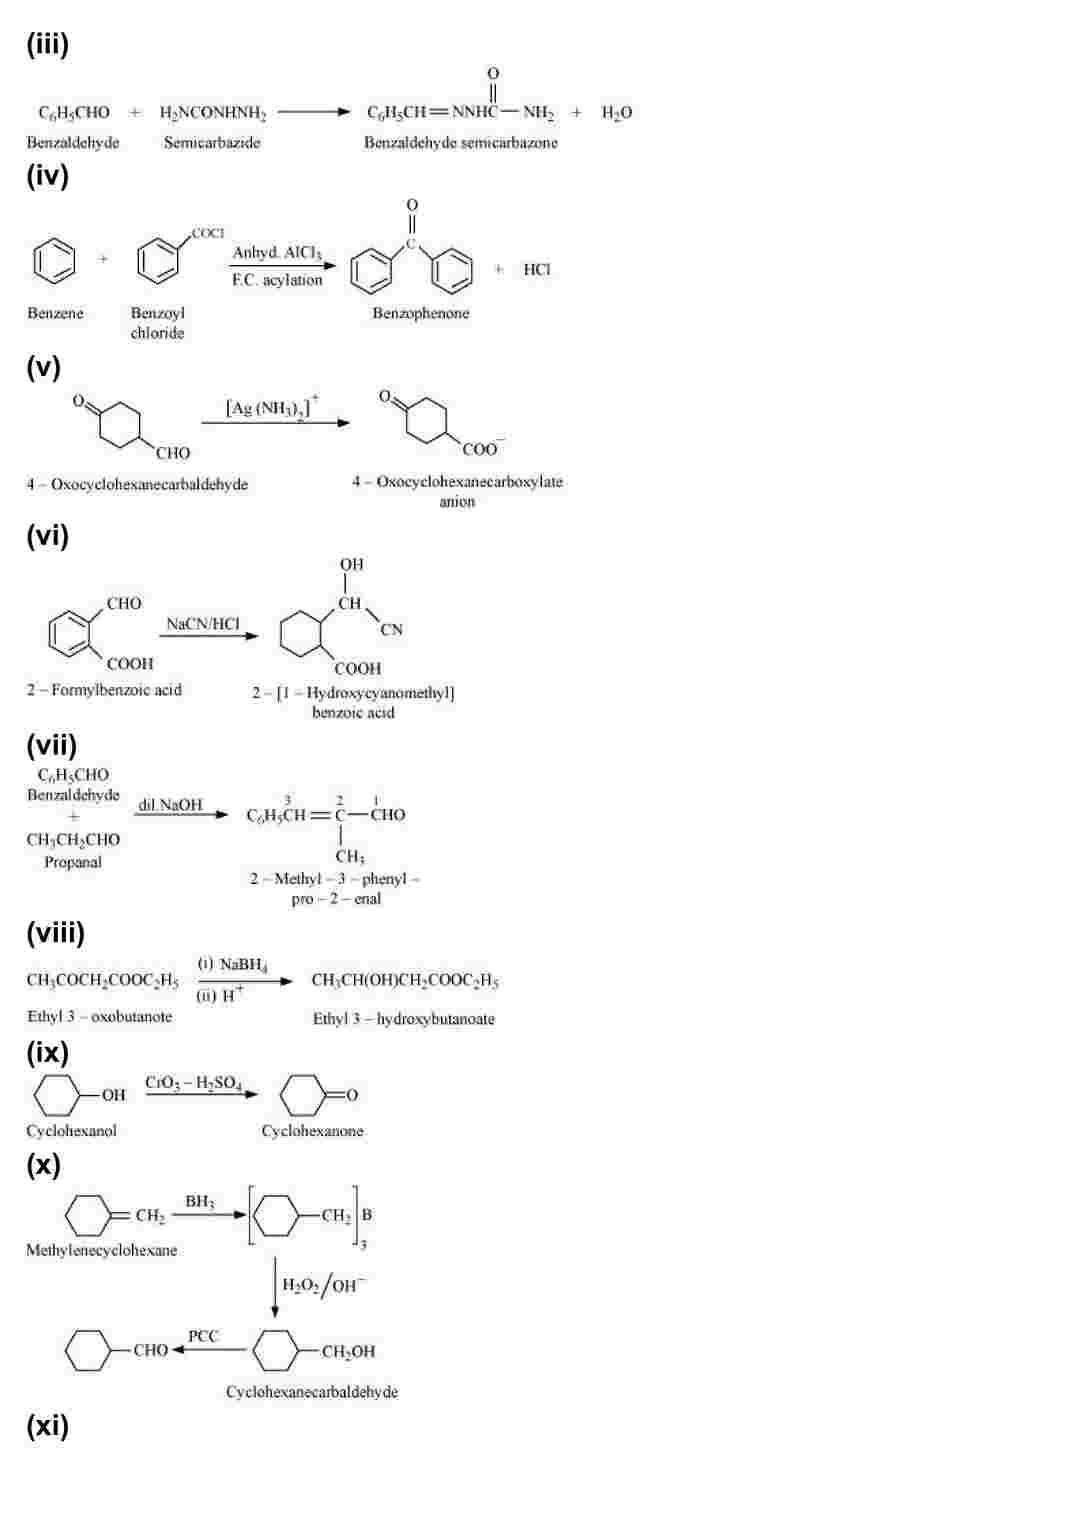 (iii)
O
C₆H₅CHO + H₂NCONHNH₂ C₆H₅CH=NNHC—NH₂ + H₂O
Benzaldehyde Semicarbazide Benzaldehyde semicarbazone
(iv)
O
COCl
C
Anhyd. AlCl₃
+ + HCl
F.C. acylation
Benzene Benzoyl Benzophenone
chloride
(v)
O [Ag (NH₃)₂]⁺ O
CHO COO⁻
4 – Oxocyclohexanecarbaldehyde 4 – Oxocyclohexanecarboxylate
anion
(vi)
OH
CHO CH
NaCN/HCl CN
COOH COOH
2 – Formylbenzoic acid 2 – [1 – Hydroxycyanomethyl]
benzoic acid
(vii)
C₆H₅CHO
Benzaldehyde
+
dil.NaOH
3 2 1
C₆H₅CH=C—CHO
CH₃CH₂CHO
Propanal
CH₃
2 – Methyl – 3 – phenyl –
pro – 2 – enal
(viii)
(i) NaBH₄
CH₃COCH₂COOC₂H₅ CH₃CH(OH)CH₂COOC₂H₅
(ii) H⁺
Ethyl 3 – oxobutanote Ethyl 3 – hydroxybutanoate
(ix)
CrO₃ – H₂SO₄
OH =O
Cyclohexanol Cyclohexanone
(x)
BH₃
=CH₂ [—CH₂]₃ B
Methylenecyclohexane
H₂O₂/OH⁻
PCC
CHO CH₂OH
Cyclohexanecarbaldehyde
(xi)